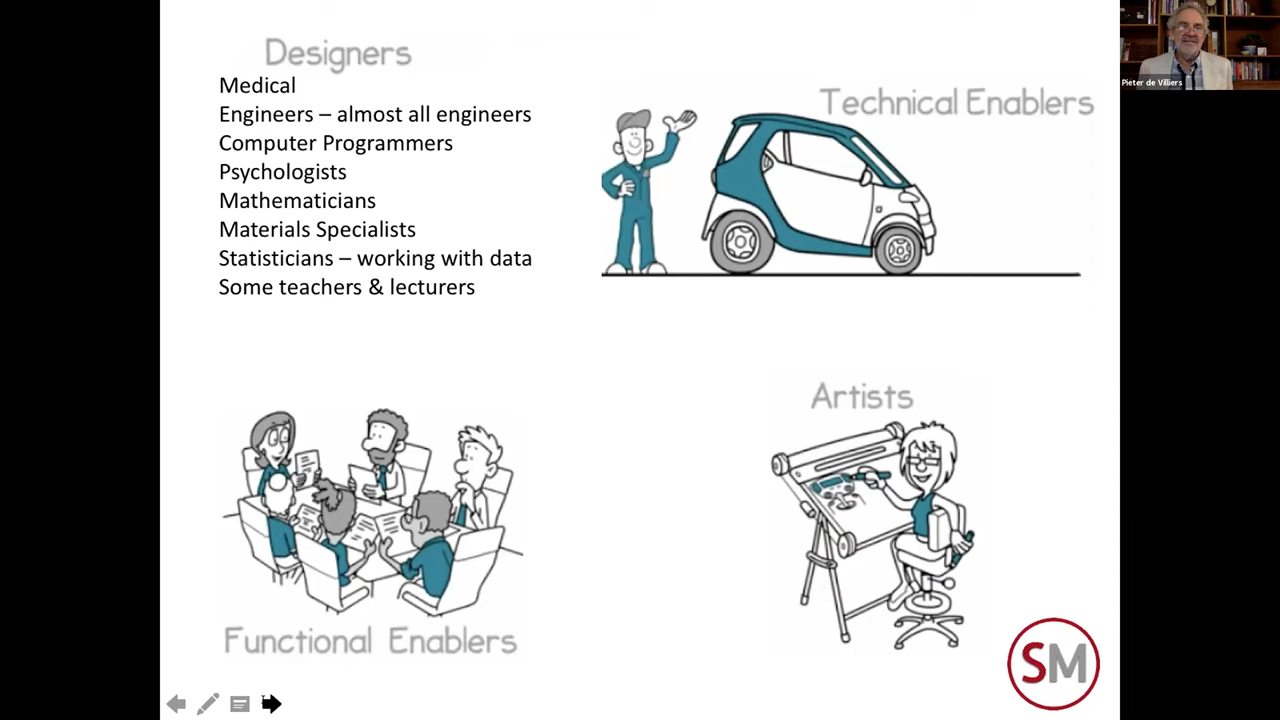 Designers
Medical
Engineers – almost all engineers
Computer Programmers
Psychologists
Mathematicians
Materials Specialists
Statisticians – working with data
Some teachers & lecturers
Technical Enablers
Pieter de Villiers
Artists
Functional Enablers
SM